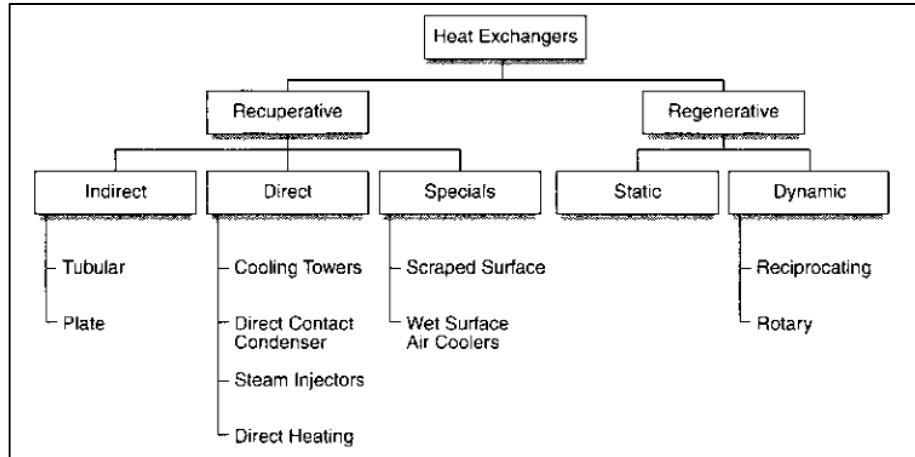 Heat Exchangers
Recuperative
Regenerative
Indirect
Direct
Specials
Static
Dynamic
Tubular
Plate
Cooling Towers
Direct Contact
Condenser
Steam Injectors
Direct Heating
Scraped Surface
Wet Surface
Air Coolers
Reciprocating
Rotary